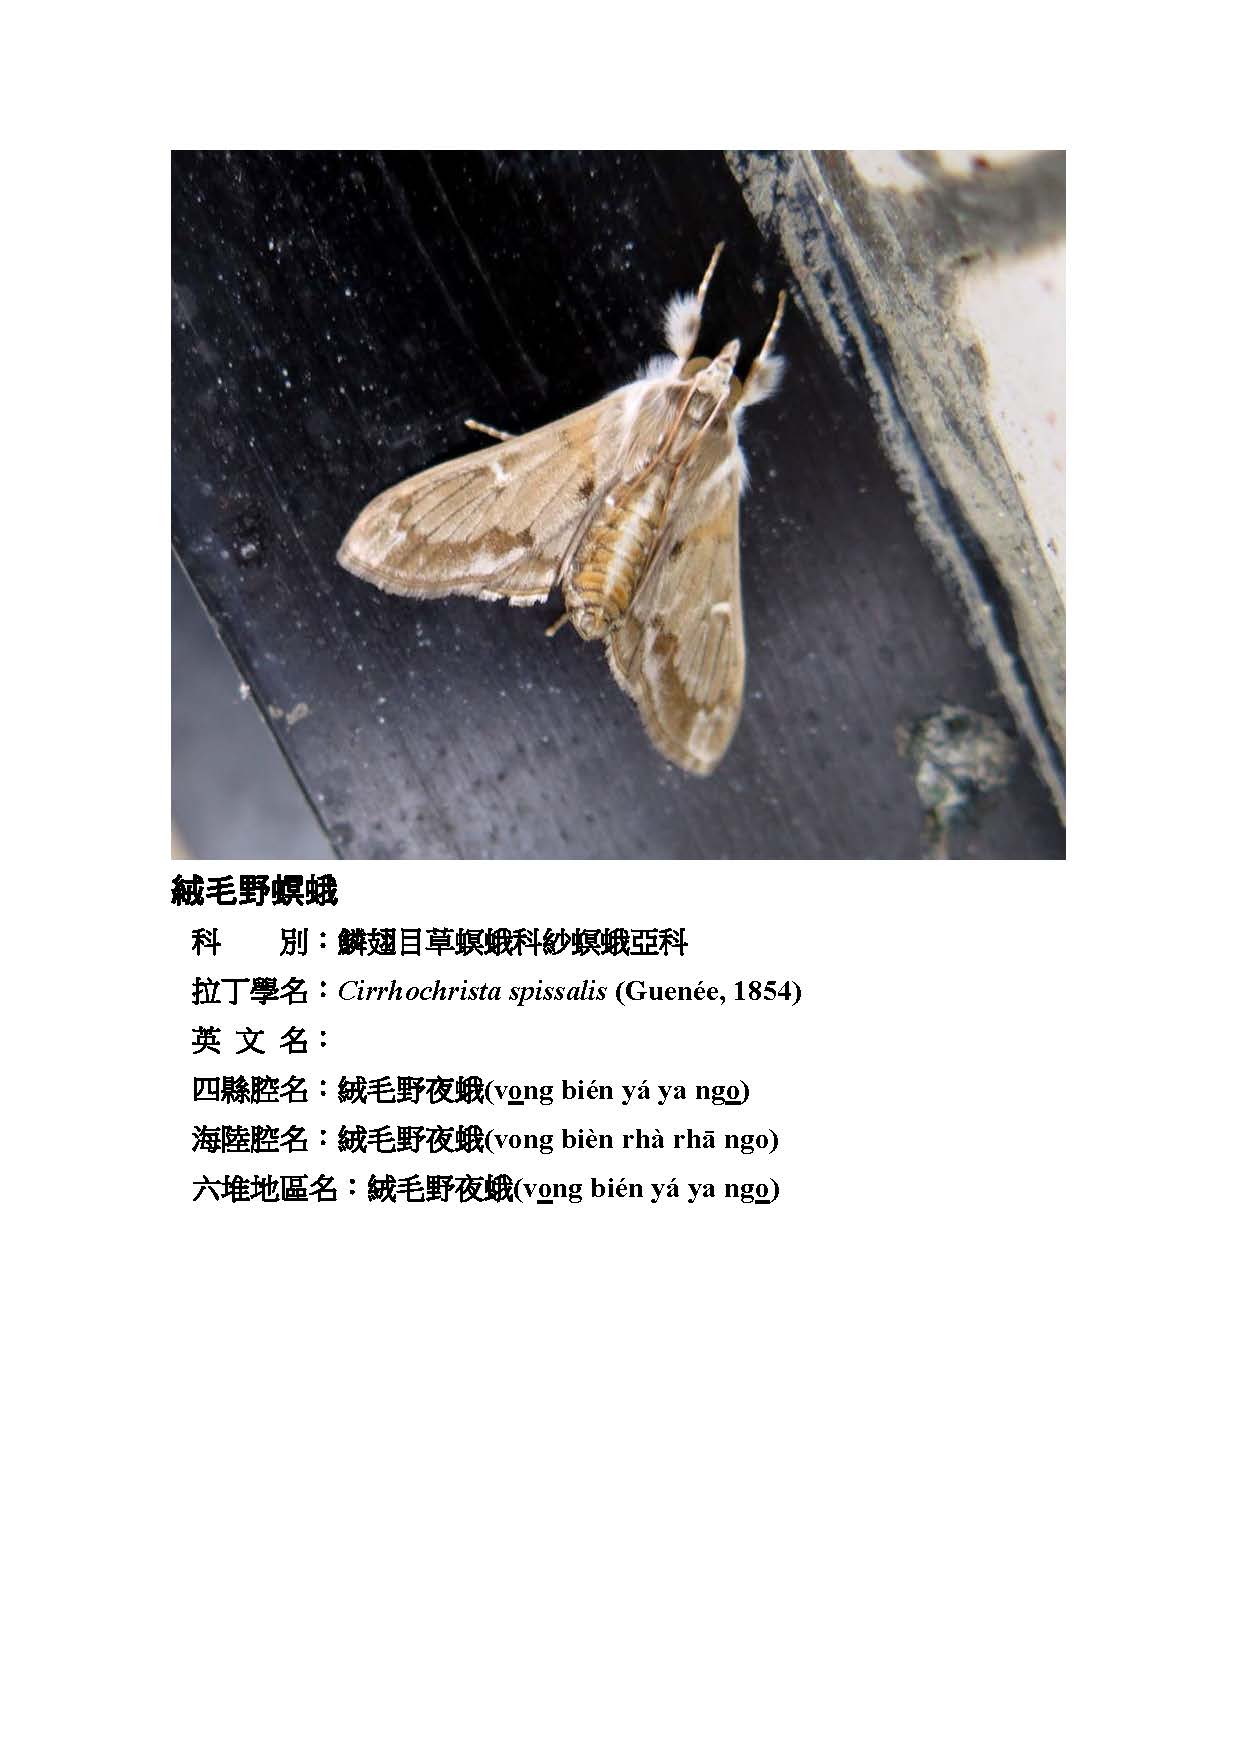 絨毛野螟蛾
科　　別：鱗翅目草螟蛾科紗螟蛾亞科
拉丁學名：Cirrhochrista spissalis (Guenée, 1854)
英 文 名：
四縣腔名：絨毛野夜蛾(vong bién yá ya ngo)
海陸腔名：絨毛野夜蛾(vong bièn rhà rhā ngo)
六堆地區名：絨毛野夜蛾(vong bién yá ya ngo)